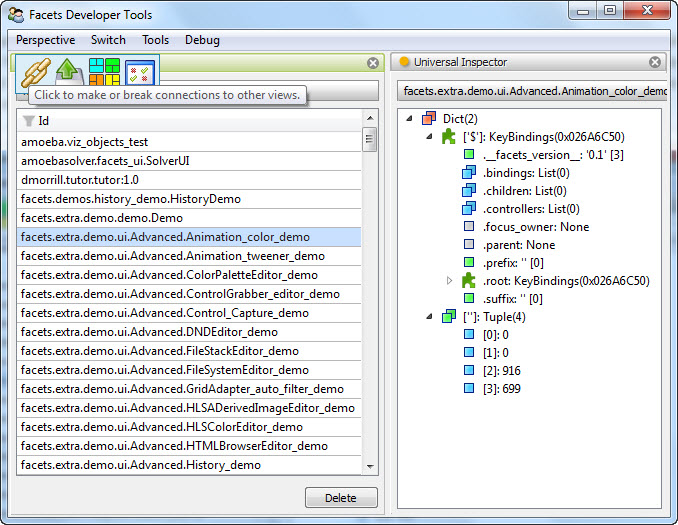 Facets Developer Tools
Perspective Switch Tools Debug
Universal Inspector
Click to make or break connections to other views.
facets.extra.demo.ui.Advanced.Animation_color_demo
Id
amoeba.viz_objects_test
amoebasolver.facets_ui.SolverUI
dmorrill.tutor.tutor:1.0
facets.demos.history_demo.HistoryDemo
facets.extra.demo.demo.Demo
facets.extra.demo.ui.Advanced.Animation_color_demo
facets.extra.demo.ui.Advanced.Animation_tweener_demo
facets.extra.demo.ui.Advanced.ColorPaletteEditor_demo
facets.extra.demo.ui.Advanced.ControlGrabber_editor_demo
facets.extra.demo.ui.Advanced.Control_Capture_demo
facets.extra.demo.ui.Advanced.DNDEditor_demo
facets.extra.demo.ui.Advanced.FileStackEditor_demo
facets.extra.demo.ui.Advanced.FileSystemEditor_demo
facets.extra.demo.ui.Advanced.GridAdapter_auto_filter_demo
facets.extra.demo.ui.Advanced.HLSADerivedImageEditor_demo
facets.extra.demo.ui.Advanced.HLSColorEditor_demo
facets.extra.demo.ui.Advanced.HTMLBrowserEditor_demo
facets.extra.demo.ui.Advanced.History_demo
Delete
Dict(2)
['$']: KeyBindings(0x026A6C50)
.__facets_version__: '0.1' [3]
.bindings: List(0)
.children: List(0)
.controllers: List(0)
.focus_owner: None
.parent: None
.prefix: '' [0]
.root: KeyBindings(0x026A6C50)
.suffix: '' [0]
['']: Tuple(4)
[0]: 0
[1]: 0
[2]: 916
[3]: 699